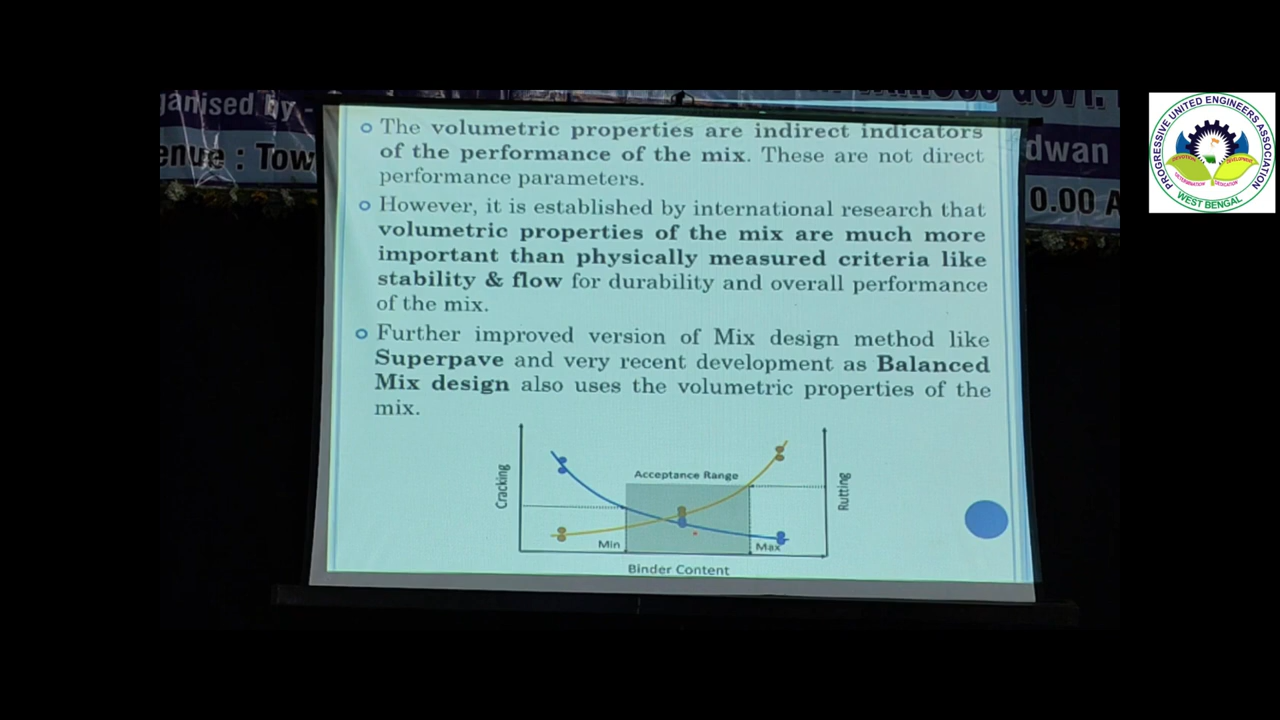 ganised by -
GOVT.
enue : Tow
dwan
0.00 A
The volumetric properties are indirect indicators
of the performance of the mix. These are not direct
performance parameters.
However, it is established by international research that
volumetric properties of the mix are much more
important than physically measured criteria like
stability & flow for durability and overall performance
of the mix.
Further improved version of Mix design method like
Superpave and very recent development as Balanced
Mix design also uses the volumetric properties of the
mix.
Acceptance Range
Cracking
Rutting
Min
Max
Binder Content
PROGRESSIVE UNITED ENGINEERS ASSOCIATION
DEVOTION
DEVELOPMENT
DETERMINATION
DEDICATION
WEST BENGAL